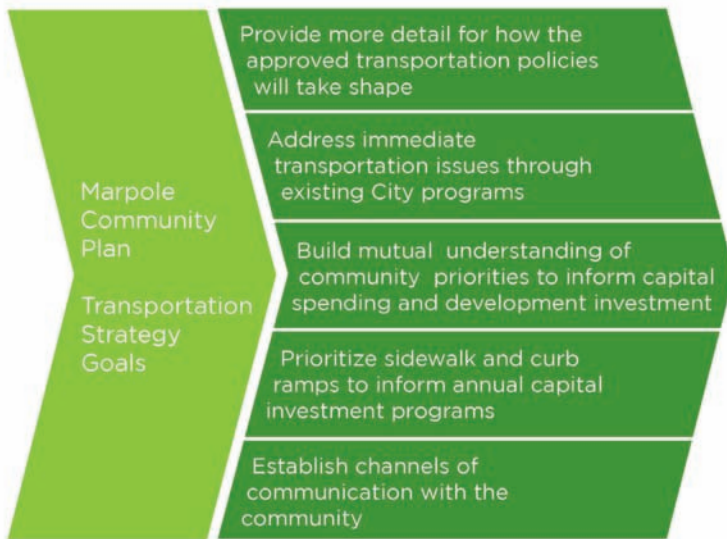 Marpole
Community
Plan
Transportation
Strategy
Goals
Provide more detail for how the
approved transportation policies
will take shape
Address immediate
transportation issues through
existing City programs
Build mutual understanding of
community priorities to inform capital
spending and development investment
Prioritize sidewalk and curb
ramps to inform annual capital
investment programs
Establish channels of
communication with the
community